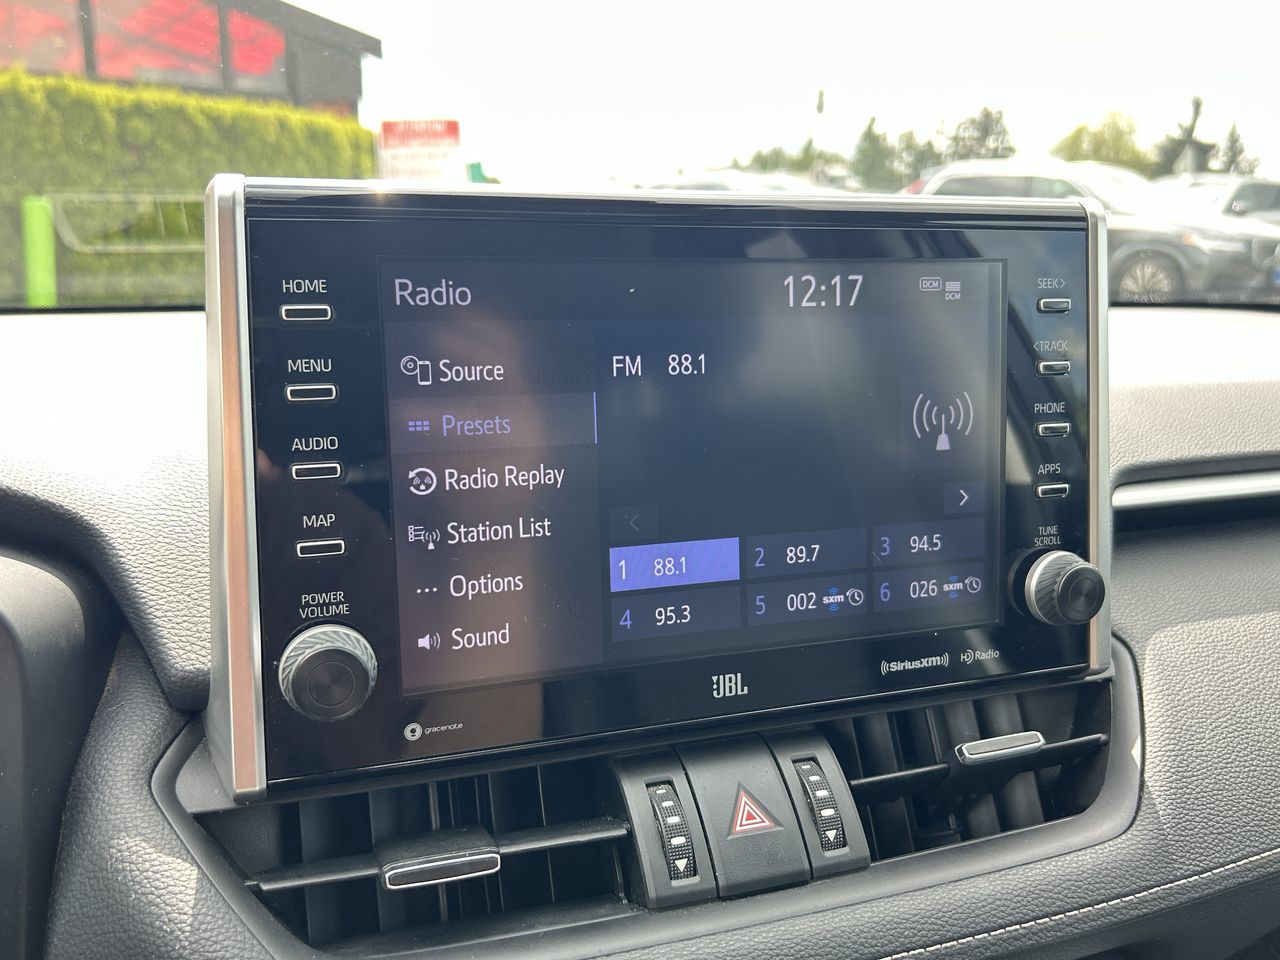 HOME
MENU
AUDIO
MAP
POWER
VOLUME
Radio
12:17
DCM
DCM
Source
Presets
Radio Replay
Station List
Options
Sound
FM 88.1
1 88.1
2 89.7
3 94.5
4 95.3
5 002 sxm
6 026 sxm
SEEK >
< TRACK
PHONE
APPS
TUNE
SCROLL
gracenote
JBL
((SiriusXM))
HD Radio